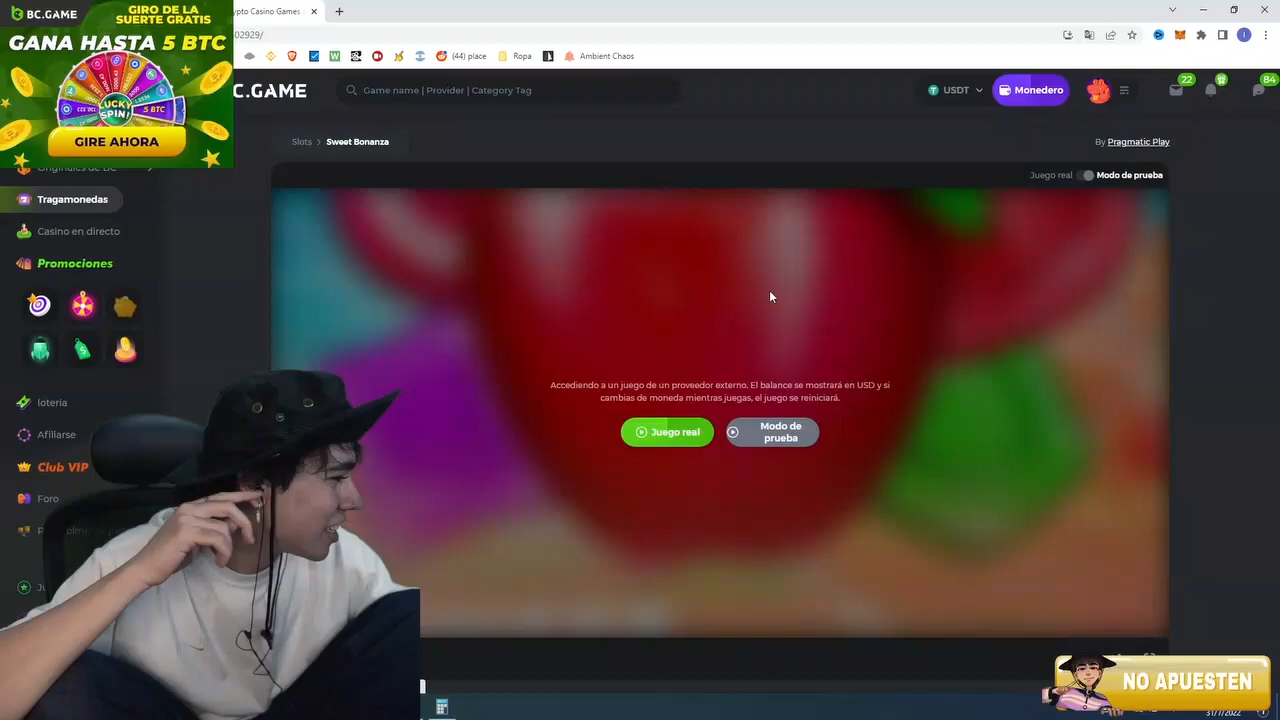 BC.GAME
GIRO DE LA
SUERTE GRATIS
GANA HASTA 5 BTC
LUCKY
SPIN!
5 BTC
GIRE AHORA
ypto Casino Games
02929/
(44) place
Ropa
Ambient Chaos
C.GAME
Game name | Provider | Category Tag
USDT
Monedero
22
84
Slots > Sweet Bonanza
By Pragmatic Play
Juego real
Modo de prueba
Originales de BC
Tragamonedas
Casino en directo
Promociones
Accediendo a un juego de un proveedor externo. El balance se mostrará en USD y si
cambias de moneda mientras juegas, el juego se reiniciará.
Juego real
Modo de
prueba
lotería
Afiliarse
Club VIP
Foro
NO APUESTEN
31/7/2022